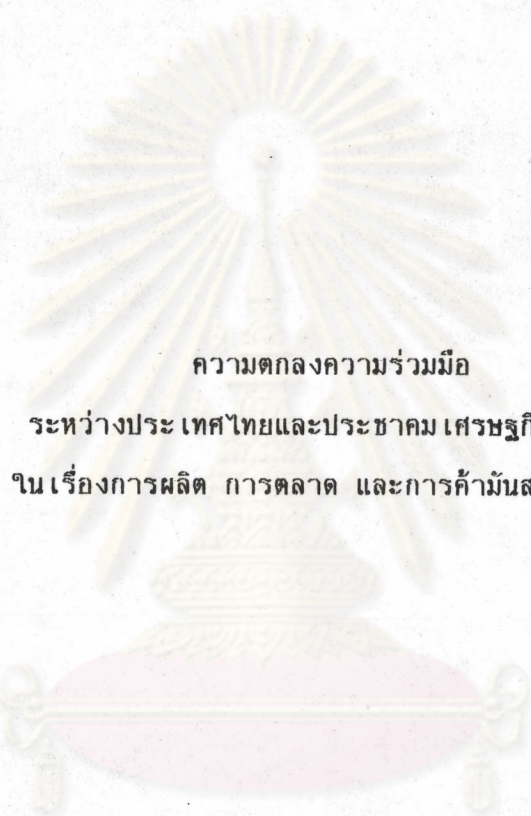 ความตกลงความร่วมมือ
ระหว่างประเทศไทยและประชาคมเศรษฐกิ
ในเรื่องการผลิต การตลาด และการค้ามันส